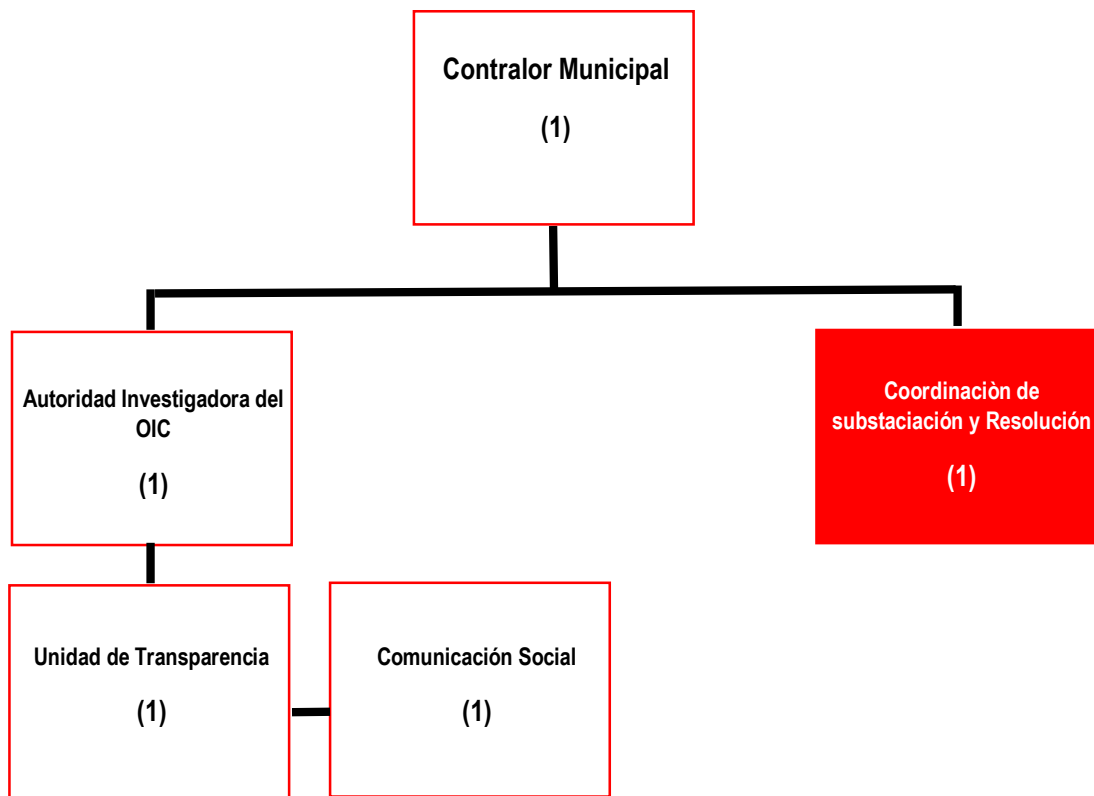 Contralor Municipal
(1)
Autoridad Investigadora del
OIC
(1)
Coordinaciòn de
substaciación y Resolución
(1)
Unidad de Transparencia
(1)
Comunicación Social
(1)